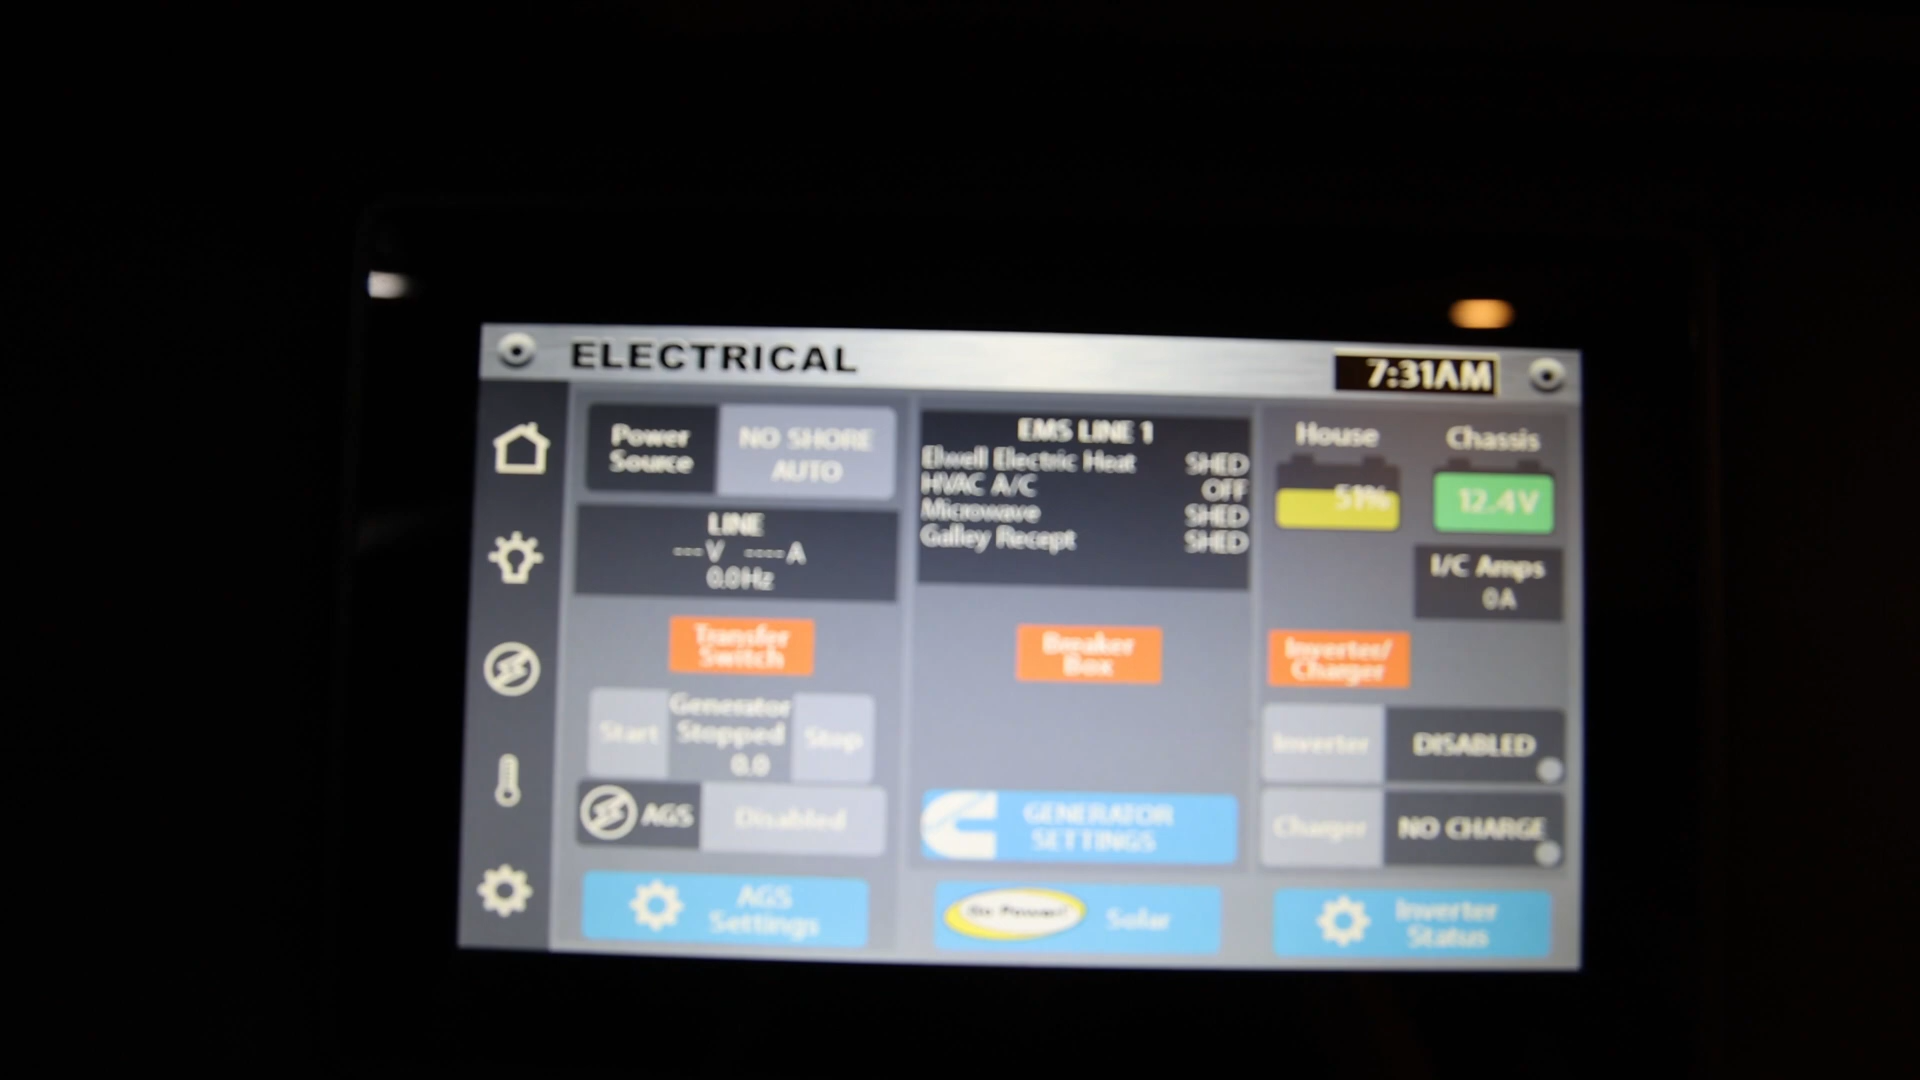 ELECTRICAL
7:31AM
Power
Source
NO SHORE
AUTO
LINE
---V ----A
0.0Hz
Transfer
Switch
Generator
Start
Stopped
Stop
0.0
AGS
Disabled
AGS
Settings
EMS LINE 1
Elwell Electric Heat SHED
HVAC A/C OFF
Microwave SHED
Galley Recept SHED
Breaker
Box
GENERATOR
SETTINGS
Go Power!
Solar
House
Chassis
51%
12.4V
I/C Amps
0A
Inverter/
Charger
Inverter
DISABLED
Charger
NO CHARGE
Inverter
Status